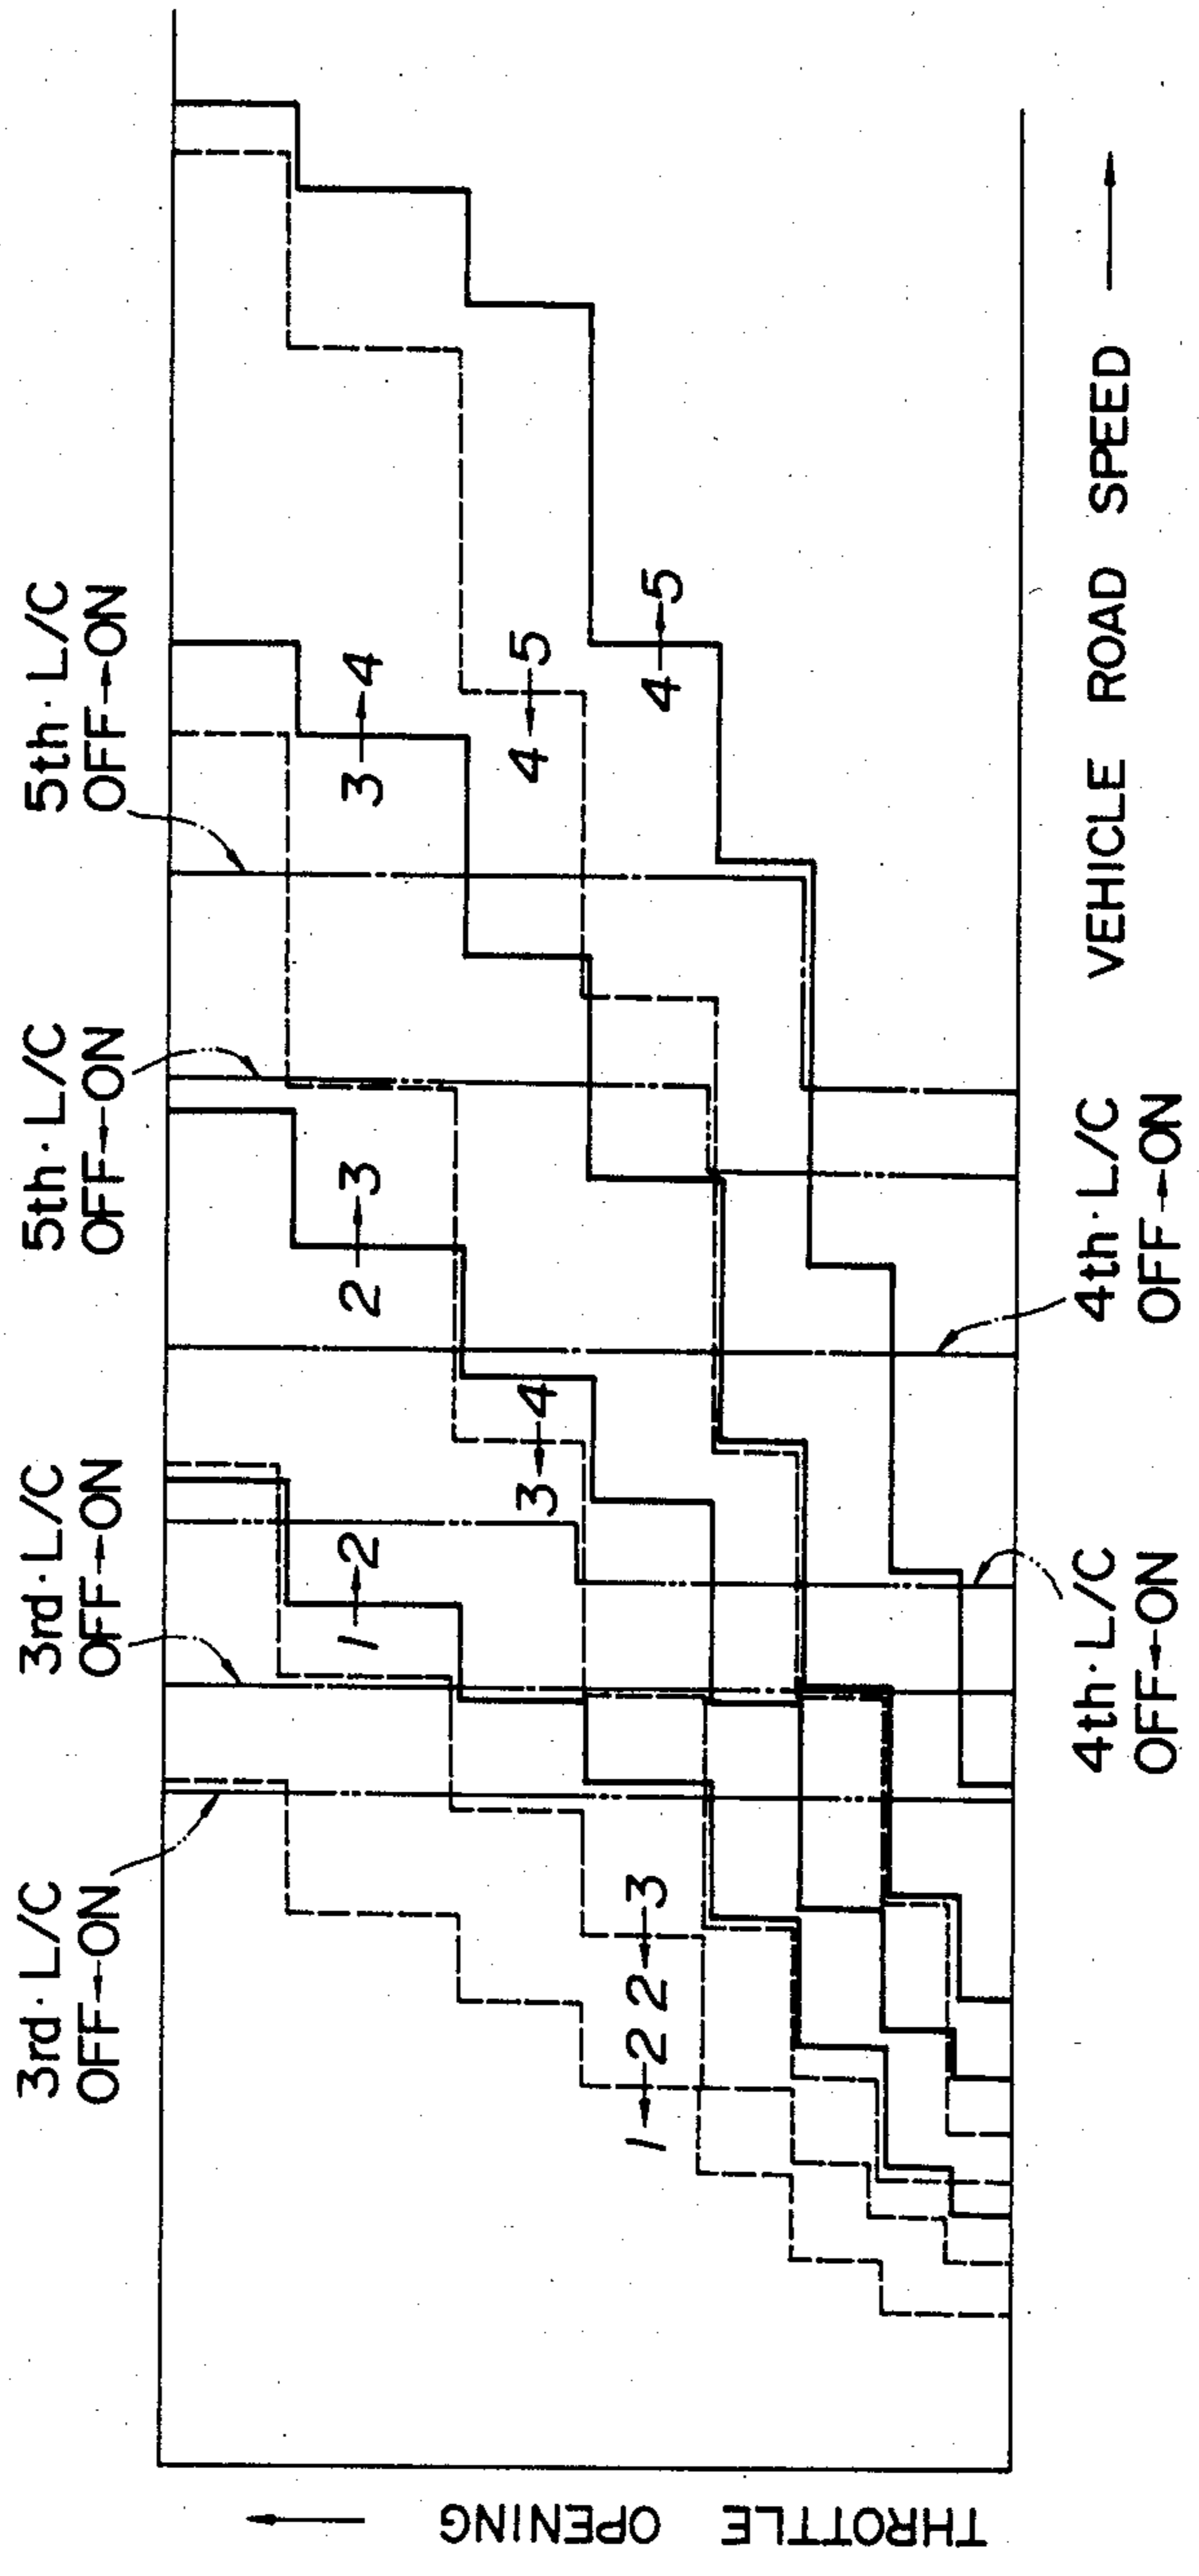 3rd·L/C
OFF←ON
3rd·L/C
OFF→ON
5th·L/C
OFF←ON
5th·L/C
OFF→ON
1→2
2→3
3→4
3←4
4←5
1←2
2←3
4→5
4th·L/C
OFF←ON
4th·L/C
OFF→ON
THROTTLE OPENING →
VEHICLE ROAD SPEED →